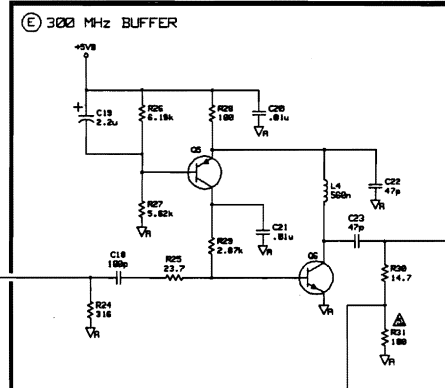 E 300 MHz BUFFER
+5VB
+ C19
2.2u
R26
6.19k
R28
100
C20
.01u
A
Q5
R27
5.62k
A
C21
.01u
A
L4
560n
C22
47p
A
C23
47p
C18
100p
R25
23.7
R29
2.87k
Q6
A
R24
316
A
R30
14.7
R31
100
A